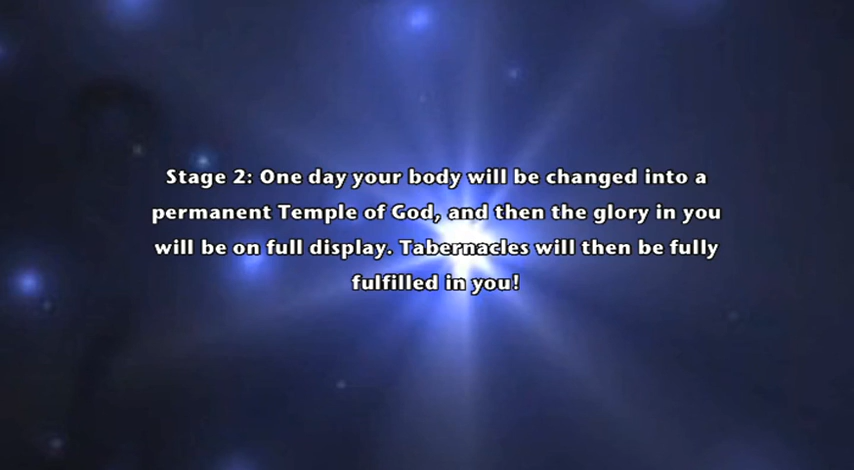 Stage 2: One day your body will be changed into a
permanent Temple of God, and then the glory in you
will be on full display. Tabernacles will then be fully
fulfilled in you!